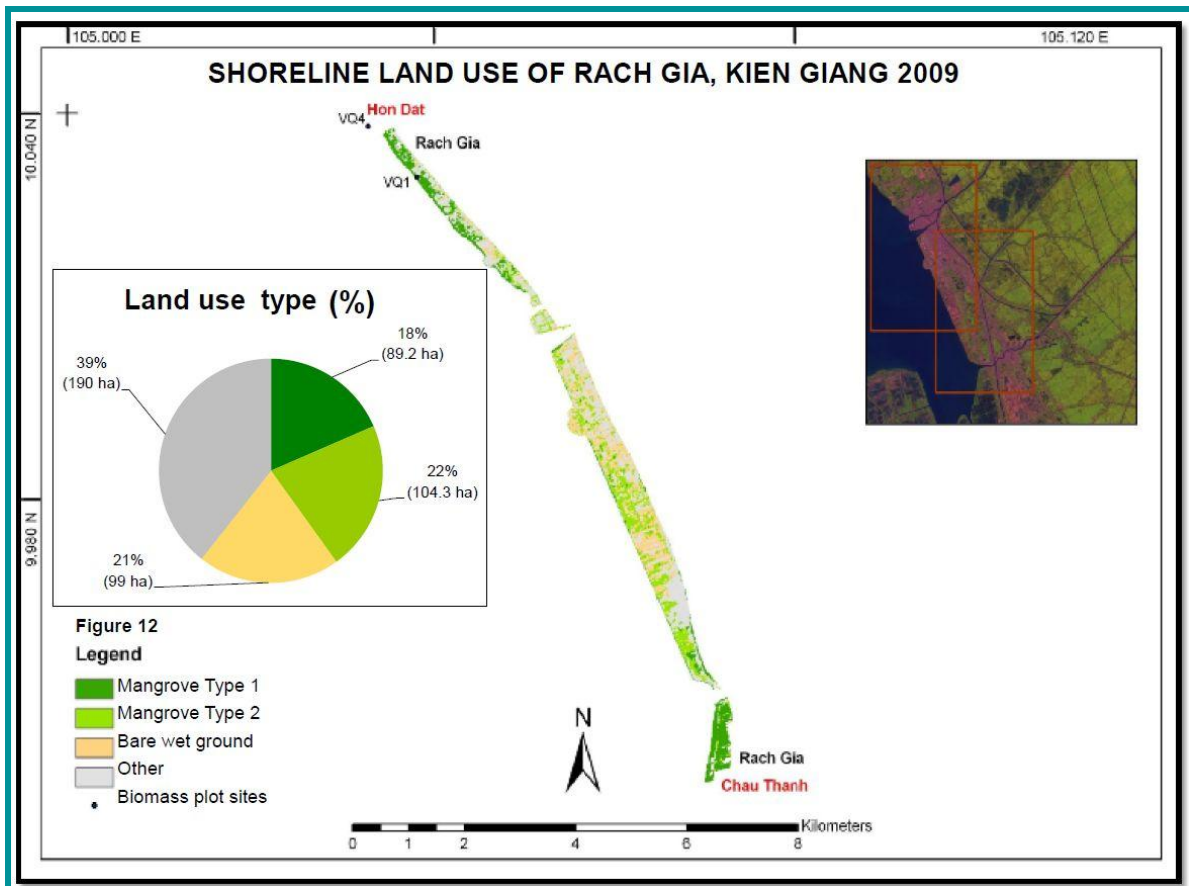 105.000 E
105.120 E
SHORELINE LAND USE OF RACH GIA, KIEN GIANG 2009
10.040 N
Hon Dat
VQ4
Rach Gia
VQ1
Land use type (%)
18%
(89.2 ha)
39%
(190 ha)
22%
(104.3 ha)
21%
(99 ha)
9.980 N
Figure 12
Legend
Mangrove Type 1
Mangrove Type 2
Bare wet ground
Other
Biomass plot sites
N
Rach Gia
Chau Thanh
Kilometers
0 1 2 4 6 8